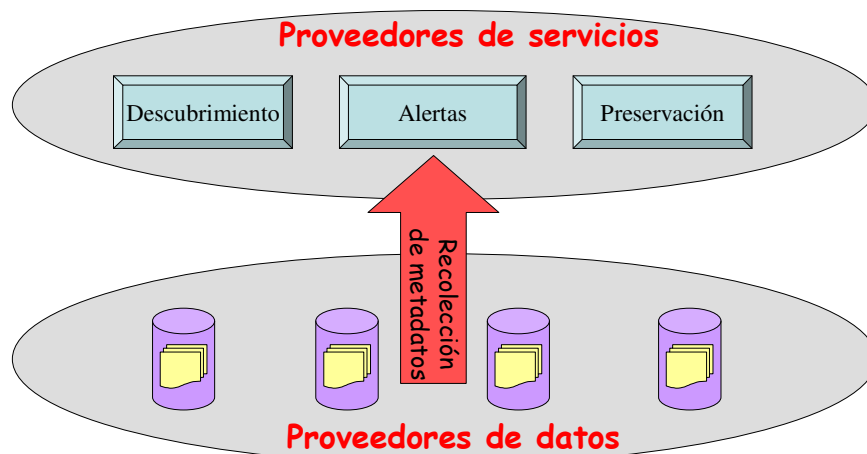 Proveedores de servicios
Descubrimiento
Alertas
Preservación
Recolección
de metadatos
Proveedores de datos